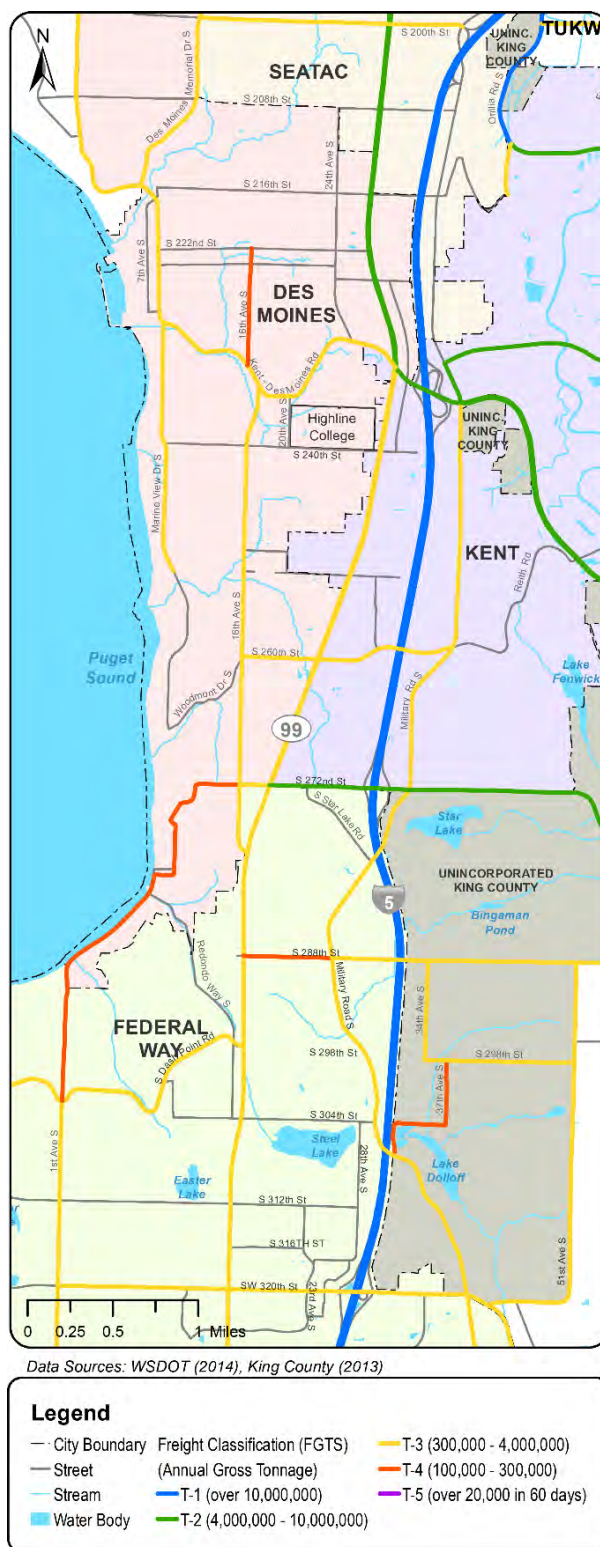 N
S 200th St
UNINC.
KING
COUNTY
TUKW
SEATAC
Des Moines
Memorial Dr S
Orillia Rd S
S 208th St
24th Ave S
S 216th St
7th Ave S
S 222nd St
16th Ave S
DES
MOINES
Kent - Des Moines Rd
20th Ave S
Highline
College
UNINC.
KING
COUNTY
S 240th St
Marine View Dr S
KENT
Reith Rd
16th Ave S
Puget
Sound
S 260th St
Lake
Fenwick
Woodmont Dr S
Military Rd S
99
S 272nd St
S Star Lake Rd
Star
Lake
UNINCORPORATED
KING COUNTY
5
Bingaman
Pond
Redondo Way S
S 288th St
Military Road S
34th Ave S
FEDERAL
WAY
S Dash Point Rd
S 298th St
S 298th St
37th Ave S
1st Ave S
S 304th St
Steel
Lake
28th Ave S
Lake
Dolloff
Easter
Lake
S 312th St
S 316TH ST
51st Ave S
SW 320th St
23rd Ave S
0 0.25 0.5 1 Miles
Data Sources: WSDOT (2014), King County (2013)
Legend
City Boundary
Street
Stream
Water Body
Freight Classification (FGTS)
(Annual Gross Tonnage)
T-1 (over 10,000,000)
T-2 (4,000,000 - 10,000,000)
T-3 (300,000 - 4,000,000)
T-4 (100,000 - 300,000)
T-5 (over 20,000 in 60 days)